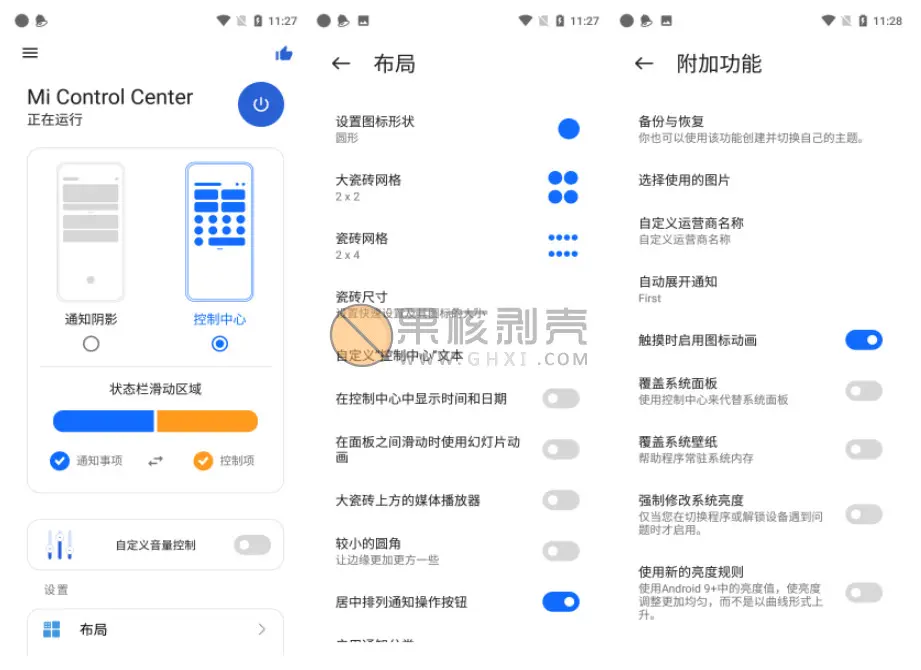 11:27
Mi Control Center
正在运行
通知阴影
控制中心
状态栏滑动区域
通知事项
控制项
自定义音量控制
设置
布局
11:27
布局
设置图标形状
圆形
大瓷砖网格
2 x 2
瓷砖网格
2 x 4
瓷砖尺寸
设置快速设置及其图标的大小
自定义“控制中心”文本
在控制中心中显示时间和日期
在面板之间滑动时使用幻灯片动
画
大瓷砖上方的媒体播放器
较小的圆角
让边缘更加更方一些
居中排列通知操作按钮
果核剥壳
WWW.GHXI.COM
11:28
附加功能
备份与恢复
你也可以使用该功能创建并切换自己的主题。
选择使用的图片
自定义运营商名称
自定义运营商名称
自动展开通知
First
触摸时启用图标动画
覆盖系统面板
使用控制中心来代替系统面板
覆盖系统壁纸
帮助程序常驻系统内存
强制修改系统亮度
仅当您在切换程序或解锁设备遇到问
题时才启用。
使用新的亮度规则
使用Android 9+中的亮度值，使亮度
调整更加均匀，而不是以曲线形式上
升。